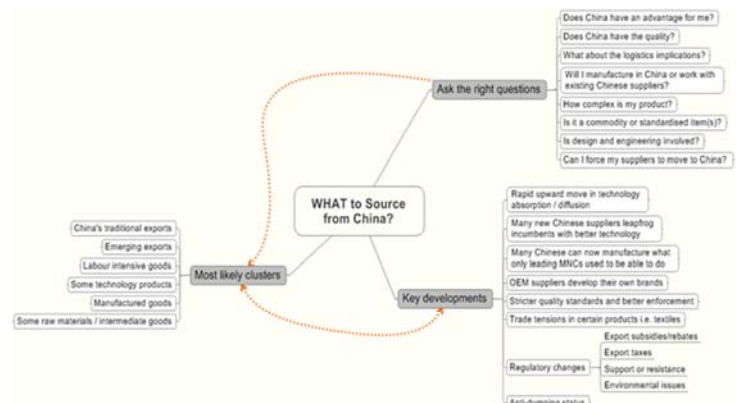 Does China have an advantage for me?
Does China have the quality?
What about the logistics implications?
Will I manufacture in China or work with
existing Chinese suppliers?
How complex is my product?
Is it a commodity or standardised item(s)?
Is design and engineering involved?
Can I force my suppliers to move to China?
Ask the right questions
WHAT to Source
from China?
Most likely clusters
China's traditional exports
Emerging exports
Labour intensive goods
Some technology products
Manufactured goods
Some raw materials / intermediate goods
Key developments
Rapid upward move in technology
absorption / diffusion
Many new Chinese suppliers leapfrog
incumbents with better technology
Many Chinese can now manufacture what
only leading MNCs used to be able to do
OEM suppliers develop their own brands
Stricter quality standards and better enforcement
Trade tensions in certain products i.e. textiles
Regulatory changes
Export subsidies/rebates
Export taxes
Support or resistance
Environmental issues
Anti-dumping status